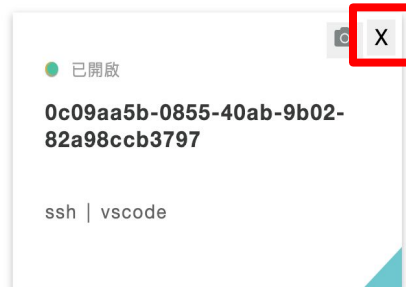 X
已開啟
0c09aa5b-0855-40ab-9b02-
82a98ccb3797
ssh | vscode